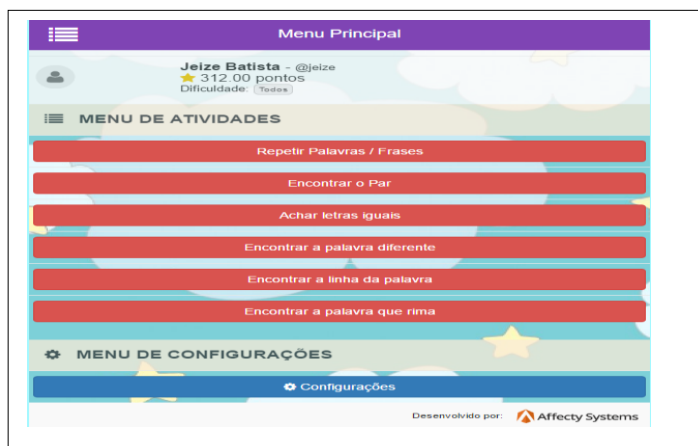 Menu Principal
Jeize Batista - @jeize
312.00 pontos
Dificuldade: Todos
MENU DE ATIVIDADES
Repetir Palavras / Frases
Encontrar o Par
Achar letras iguais
Encontrar a palavra diferente
Encontrar a linha da palavra
Encontrar a palavra que rima
MENU DE CONFIGURAÇÕES
Configurações
Desenvolvido por: Affecty Systems